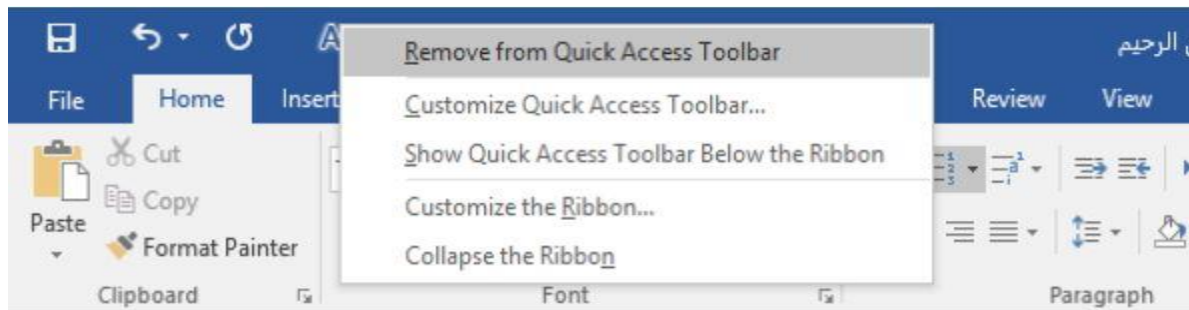 الرحيم
Remove from Quick Access Toolbar
File Home Insert Customize Quick Access Toolbar... Review View
Cut
Show Quick Access Toolbar Below the Ribbon
Copy
Customize the Ribbon...
Paste
Format Painter
Collapse the Ribbon
Clipboard Font Paragraph